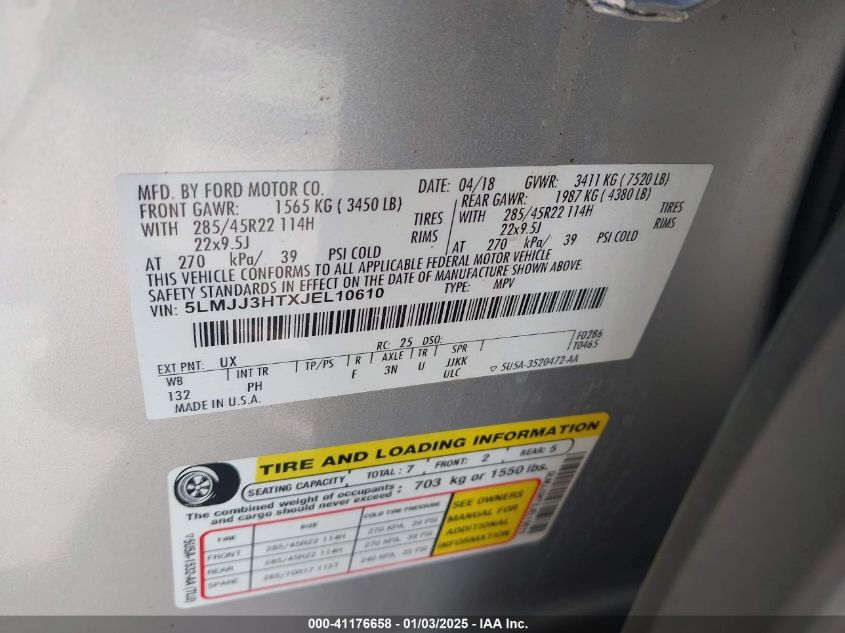 MFD. BY FORD MOTOR CO. DATE: 04/18 GVWR: 3411 KG ( 7520 LB)
FRONT GAWR: 1565 KG ( 3450 LB) REAR GAWR: 1987 KG ( 4380 LB)
WITH 285/45R22 114H TIRES WITH 285/45R22 114H TIRES
22x9.5J RIMS 22x9.5J RIMS
AT 270 kPa/ 39 PSI COLD AT 270 kPa/ 39 PSI COLD
THIS VEHICLE CONFORMS TO ALL APPLICABLE FEDERAL MOTOR VEHICLE
SAFETY STANDARDS IN EFFECT ON THE DATE OF MANUFACTURE SHOWN ABOVE.
VIN: 5LMJJ3HTXJEL10610 TYPE: MPV
F0286
T0465
EXT PNT: UX RC: 25 DSO:
WB INT TR TP/PS R AXLE TR SPR
132 PH F 3N U JJKK
ULC
MADE IN U.S.A. ▽ 5U5A-3520472-AA
TIRE AND LOADING INFORMATION
SEATING CAPACITY TOTAL : 7 FRONT: 2 REAR: 5
The combined weight of occupants and cargo should never exceed : 703 kg or 1550 lbs.
TIRE SIZE COLD TIRE PRESSURE
FRONT 285/45R22 114H 270 KPA, 39 PSI
REAR 285/45R22 114H 270 KPA, 39 PSI
SPARE
SEE OWNERS
MANUAL FOR
ADDITIONAL
INFORMATION
▽5U5A-1532-AA (TLU)
000-41176658 - 01/03/2025 - IAA Inc.